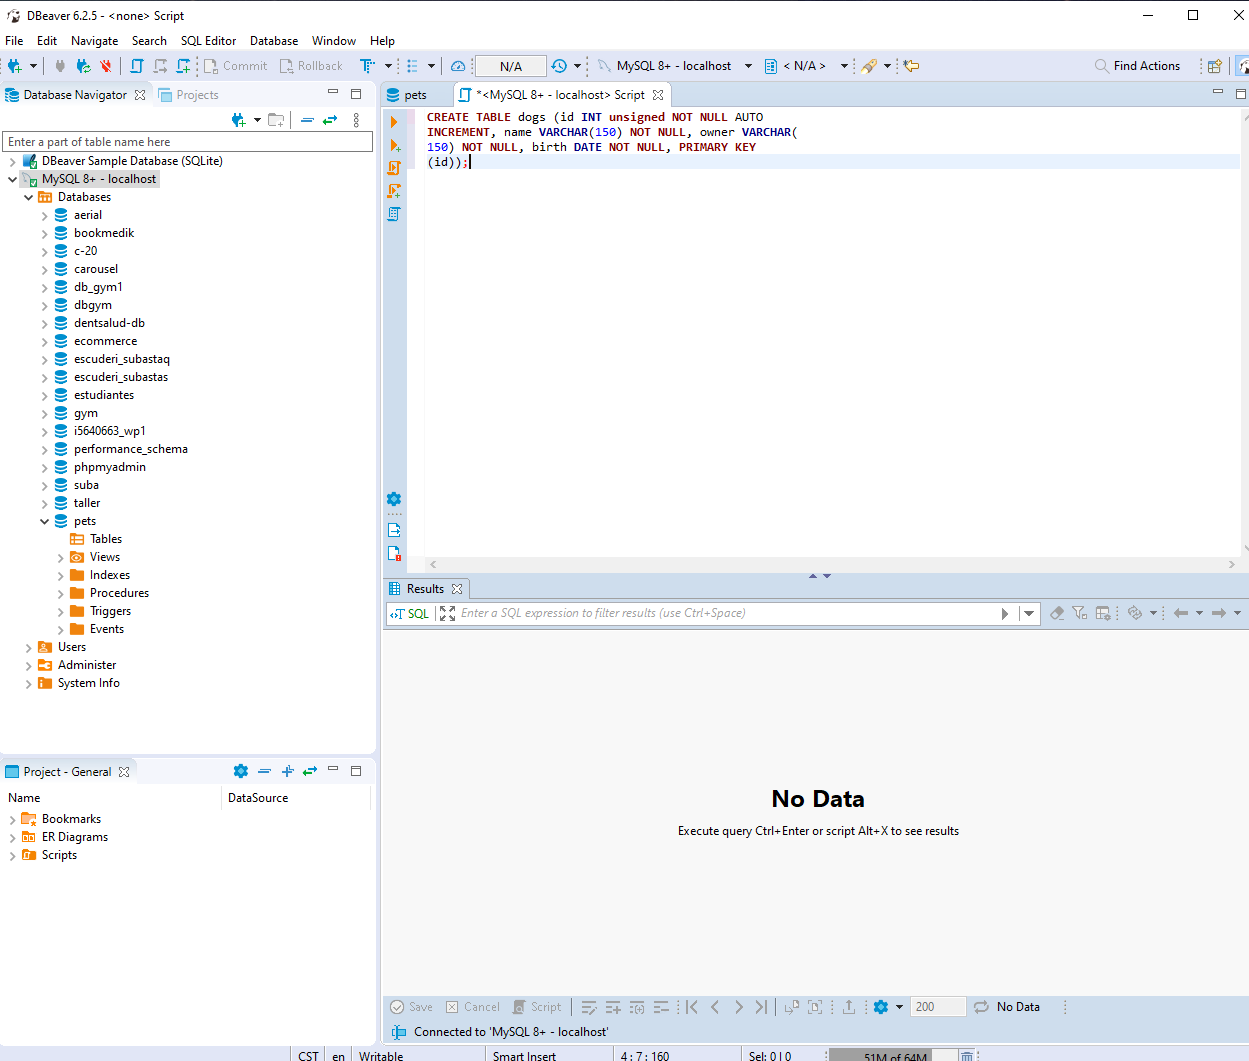 DBeaver 6.2.5 - <none> Script
File Edit Navigate Search SQL Editor Database Window Help
Commit Rollback N/A MySQL 8+ - localhost < N/A > Find Actions
Database Navigator Projects
Enter a part of table name here
DBeaver Sample Database (SQLite)
MySQL 8+ - localhost
Databases
aerial
bookmedik
c-20
carousel
db_gym1
dbgym
dentsalud-db
ecommerce
escuderi_subastaq
escuderi_subastas
estudiantes
gym
i5640663_wp1
performance_schema
phpmyadmin
suba
taller
pets
Tables
Views
Indexes
Procedures
Triggers
Events
Users
Administer
System Info
Project - General
Name DataSource
Bookmarks
ER Diagrams
Scripts
pets *<MySQL 8+ - localhost> Script
CREATE TABLE dogs (id INT unsigned NOT NULL AUTO
INCREMENT, name VARCHAR(150) NOT NULL, owner VARCHAR(
150) NOT NULL, birth DATE NOT NULL, PRIMARY KEY
(id));
Results
SQL Enter a SQL expression to filter results (use Ctrl+Space)
No Data
Execute query Ctrl+Enter or script Alt+X to see results
Save Cancel Script 200 No Data
Connected to 'MySQL 8+ - localhost'
CST en Writable Smart Insert 4 : 7 : 160 Sel: 0 | 0 51M of 64M